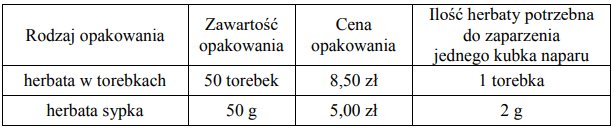 Rodzaj opakowania
Zawartość
opakowania
Cena
opakowania
Ilość herbaty potrzebna
do zaparzenia
jednego kubka naparu
herbata w torebkach 50 torebek 8,50 zł 1 torebka
herbata sypka 50 g 5,00 zł 2 g